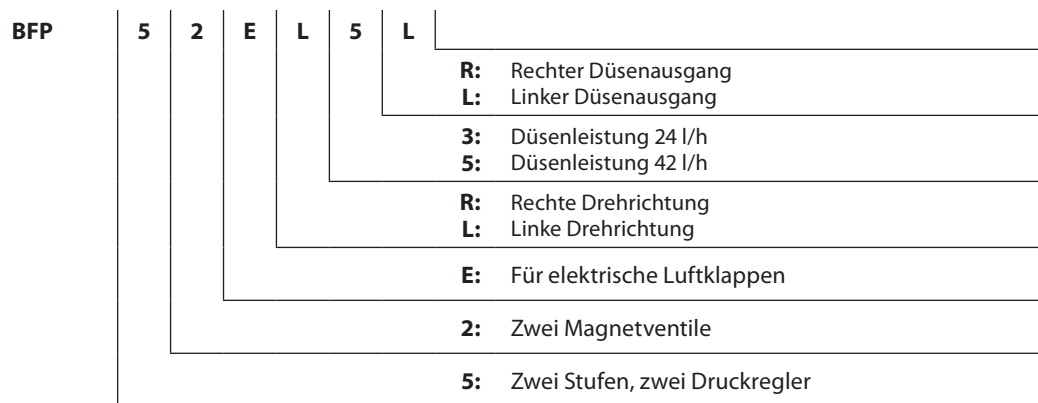 BFP 5 2 E L 5 L
R: Rechter Düsenausgang
L: Linker Düsenausgang
3: Düsenleistung 24 l/h
5: Düsenleistung 42 l/h
R: Rechte Drehrichtung
L: Linke Drehrichtung
E: Für elektrische Luftklappen
2: Zwei Magnetventile
5: Zwei Stufen, zwei Druckregler